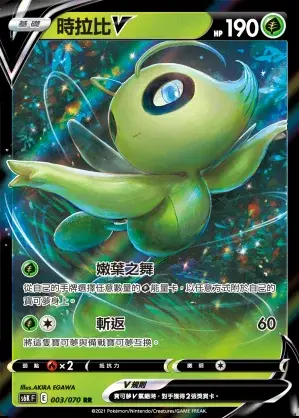 基礎 時拉比V HP 190
嫩葉之舞
從自己的手牌選擇任意數量的能量卡,以任意方式附於自己的
寶可夢身上。
斬返 60
將這隻寶可夢與備戰寶可夢互換。
弱點 ×2 抵抗力 撤退
Illus.AKIRA EGAWA
V規則
寶可夢V氣絕時,對手獲得2張獎賞卡。
s6K F E 003/070 RR
©2021 Pokémon/Nintendo/Creatures/GAME FREAK.